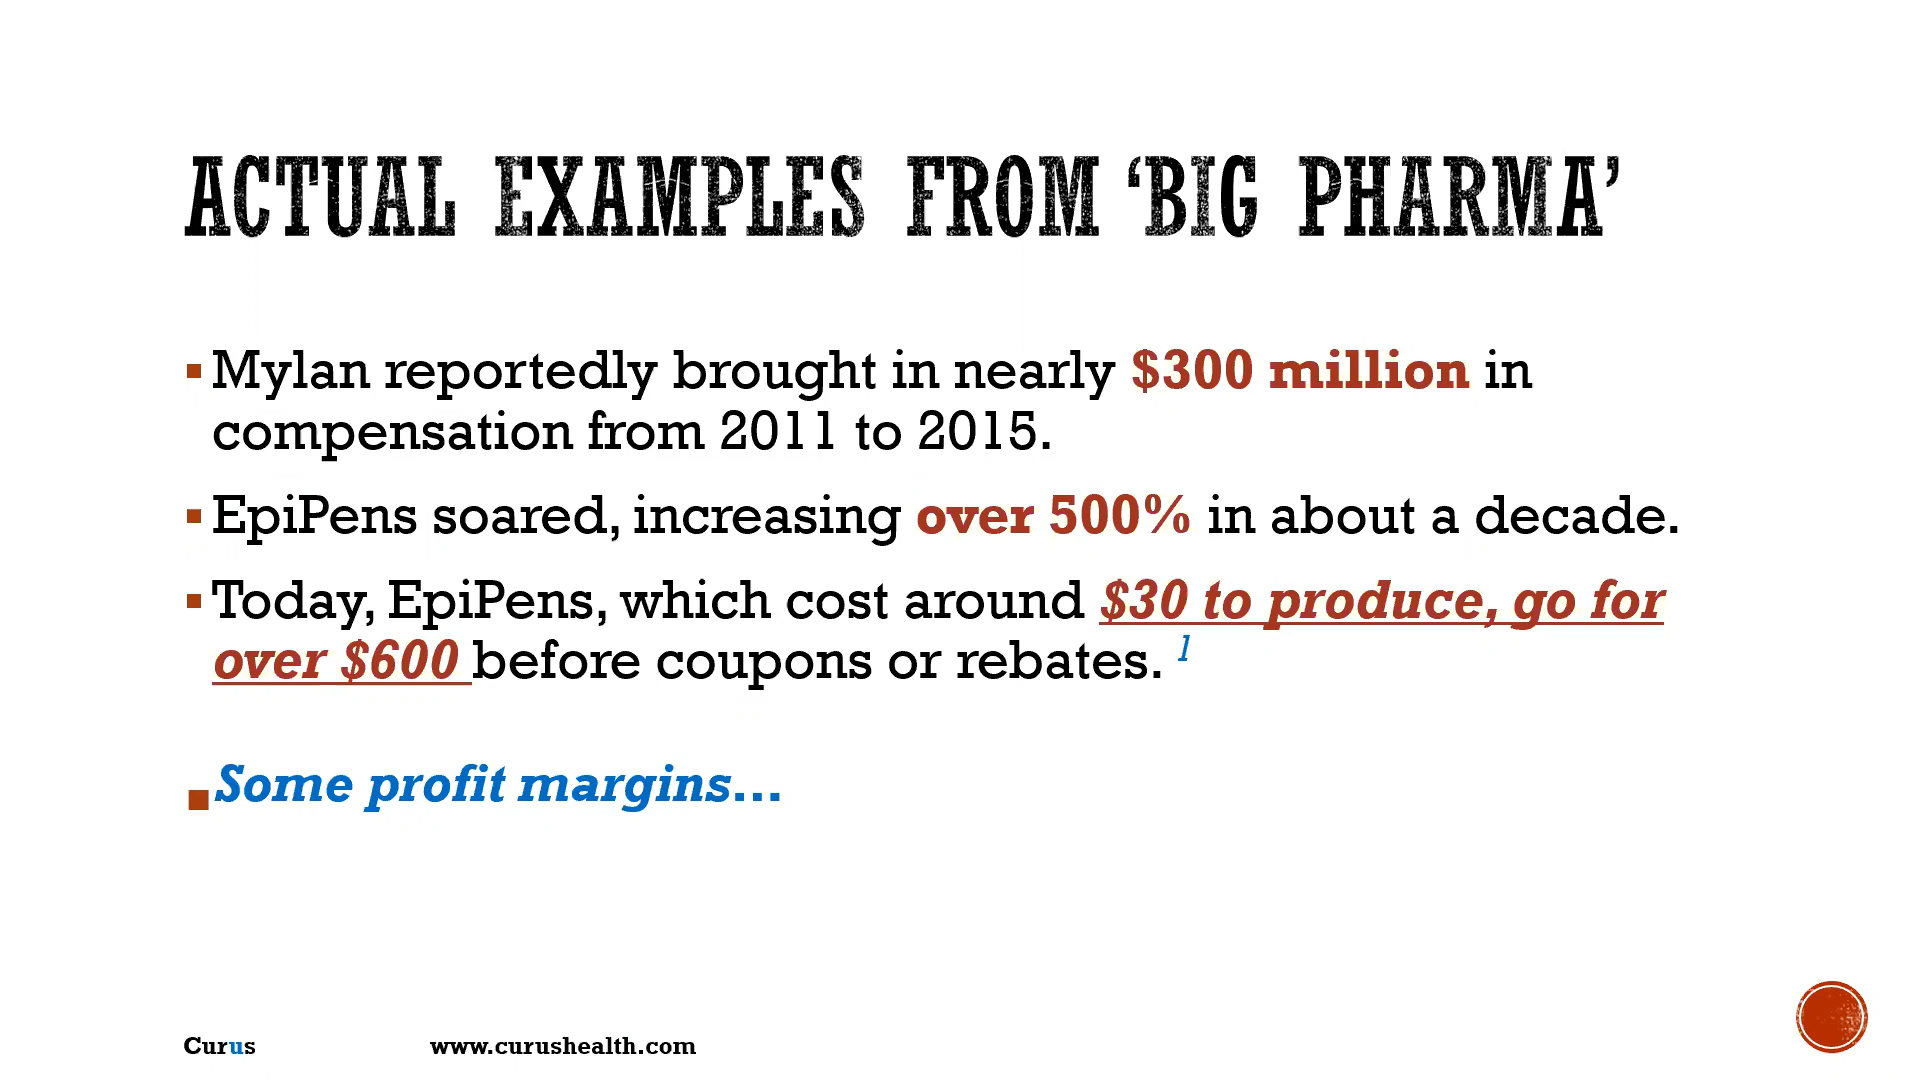 ACTUAL EXAMPLES FROM ‘BIG PHARMA’
▪Mylan reportedly brought in nearly $300 million in
compensation from 2011 to 2015.
▪EpiPens soared, increasing over 500% in about a decade.
▪Today, EpiPens, which cost around $30 to produce, go for
over $600 before coupons or rebates. 1
▪Some profit margins…
Curus www.curushealth.com